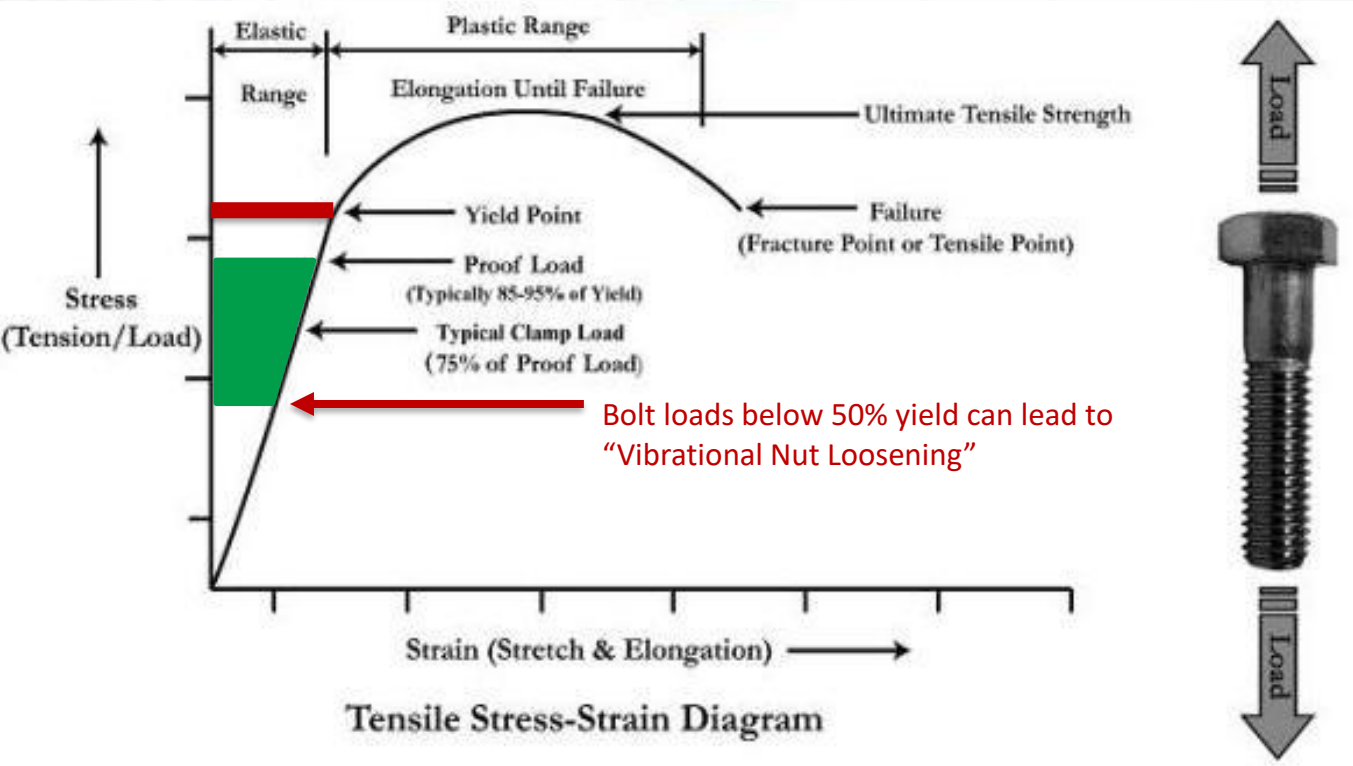 Elastic
Range
Plastic Range
Elongation Until Failure
Ultimate Tensile Strength
Yield Point
Failure
(Fracture Point or Tensile Point)
Proof Load
(Typically 85-95% of Yield)
Stress
(Tension/Load)
Typical Clamp Load
(75% of Proof Load)
Bolt loads below 50% yield can lead to
“Vibrational Nut Loosening”
Strain (Stretch & Elongation)
Tensile Stress-Strain Diagram
Load
Load